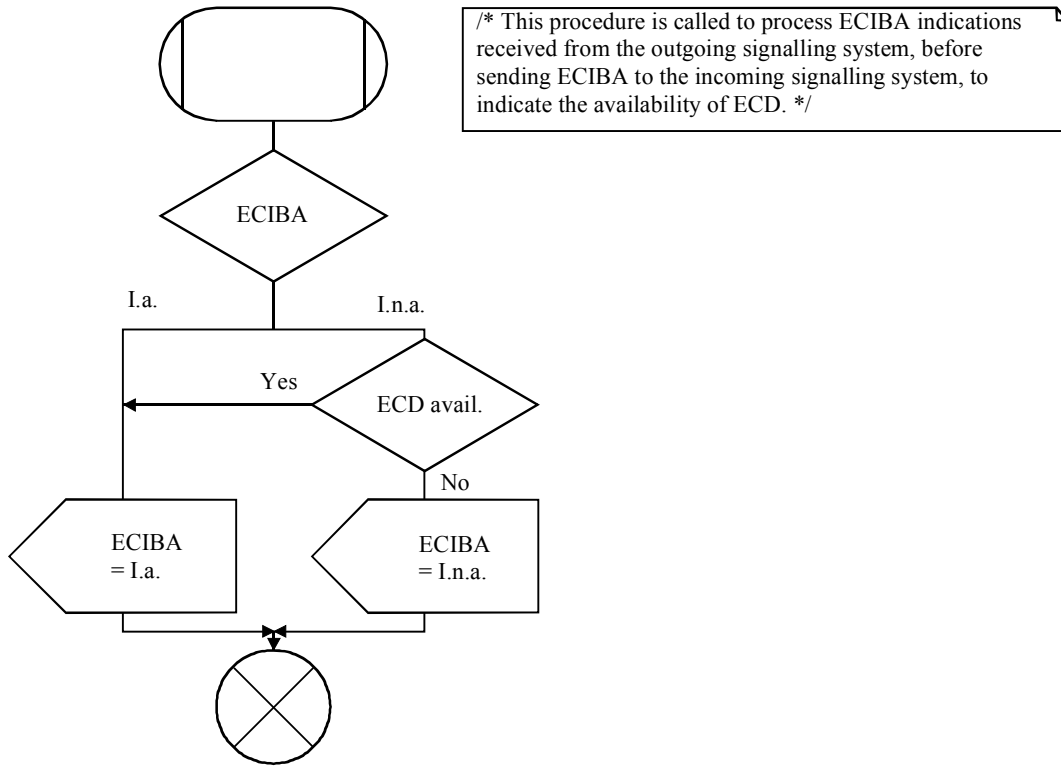 /* This procedure is called to process ECIBA indications
received from the outgoing signalling system, before
sending ECIBA to the incoming signalling system, to
indicate the availability of ECD. */
ECIBA
I.a.
I.n.a.
Yes
ECD avail.
No
ECIBA
= I.a.
ECIBA
= I.n.a.